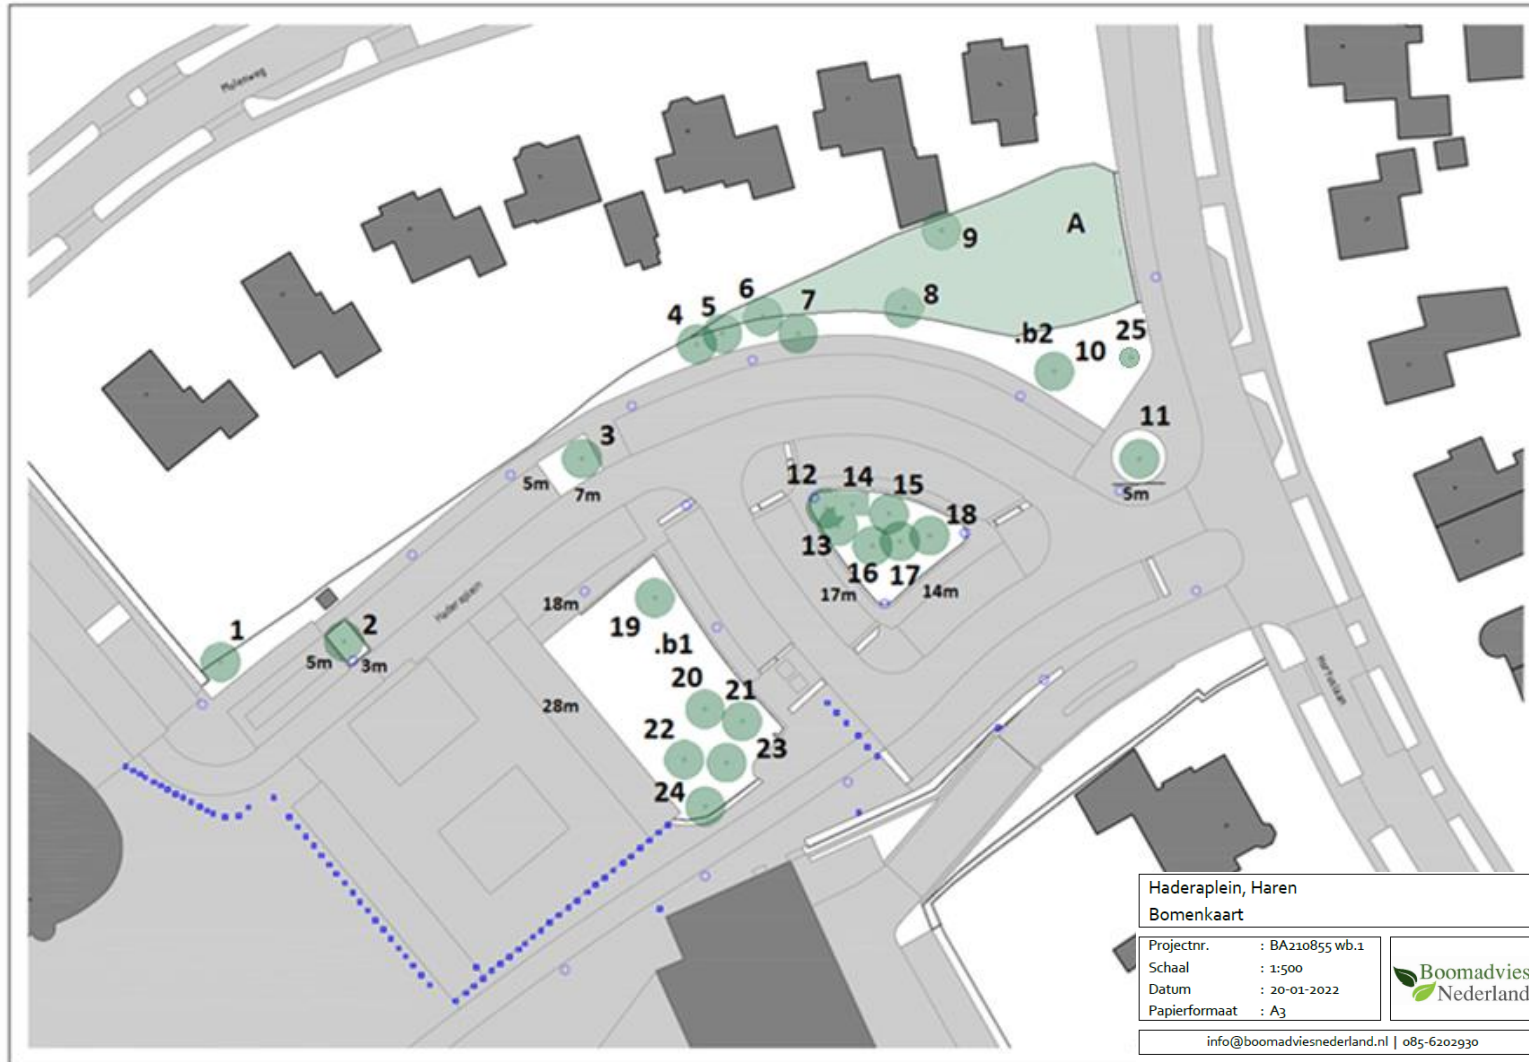 Molenweg
A
9
8
6
7
5
4
.b2
25
10
11
5m
3
5m
7m
12
14
15
18
13
16
17
17m
14m
Haderaplein
18m
19
.b1
1
2
5m
3m
28m
20
21
22
23
24
Hortuslaan
Haderaplein, Haren
Bomenkaart
Projectnr. : BA210855 wb.1
Schaal : 1:500
Datum : 20-01-2022
Papierformaat : A3
Boomadvies
Nederland
info@boomadviesnederland.nl | 085-6202930